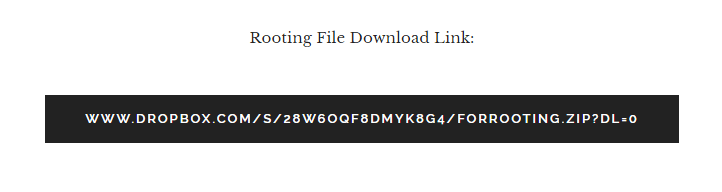 Rooting File Download Link:
WWW.DROPBOX.COM/S/28W6OQF8DMYK8G4/FORROOTING.ZIP?DL=0